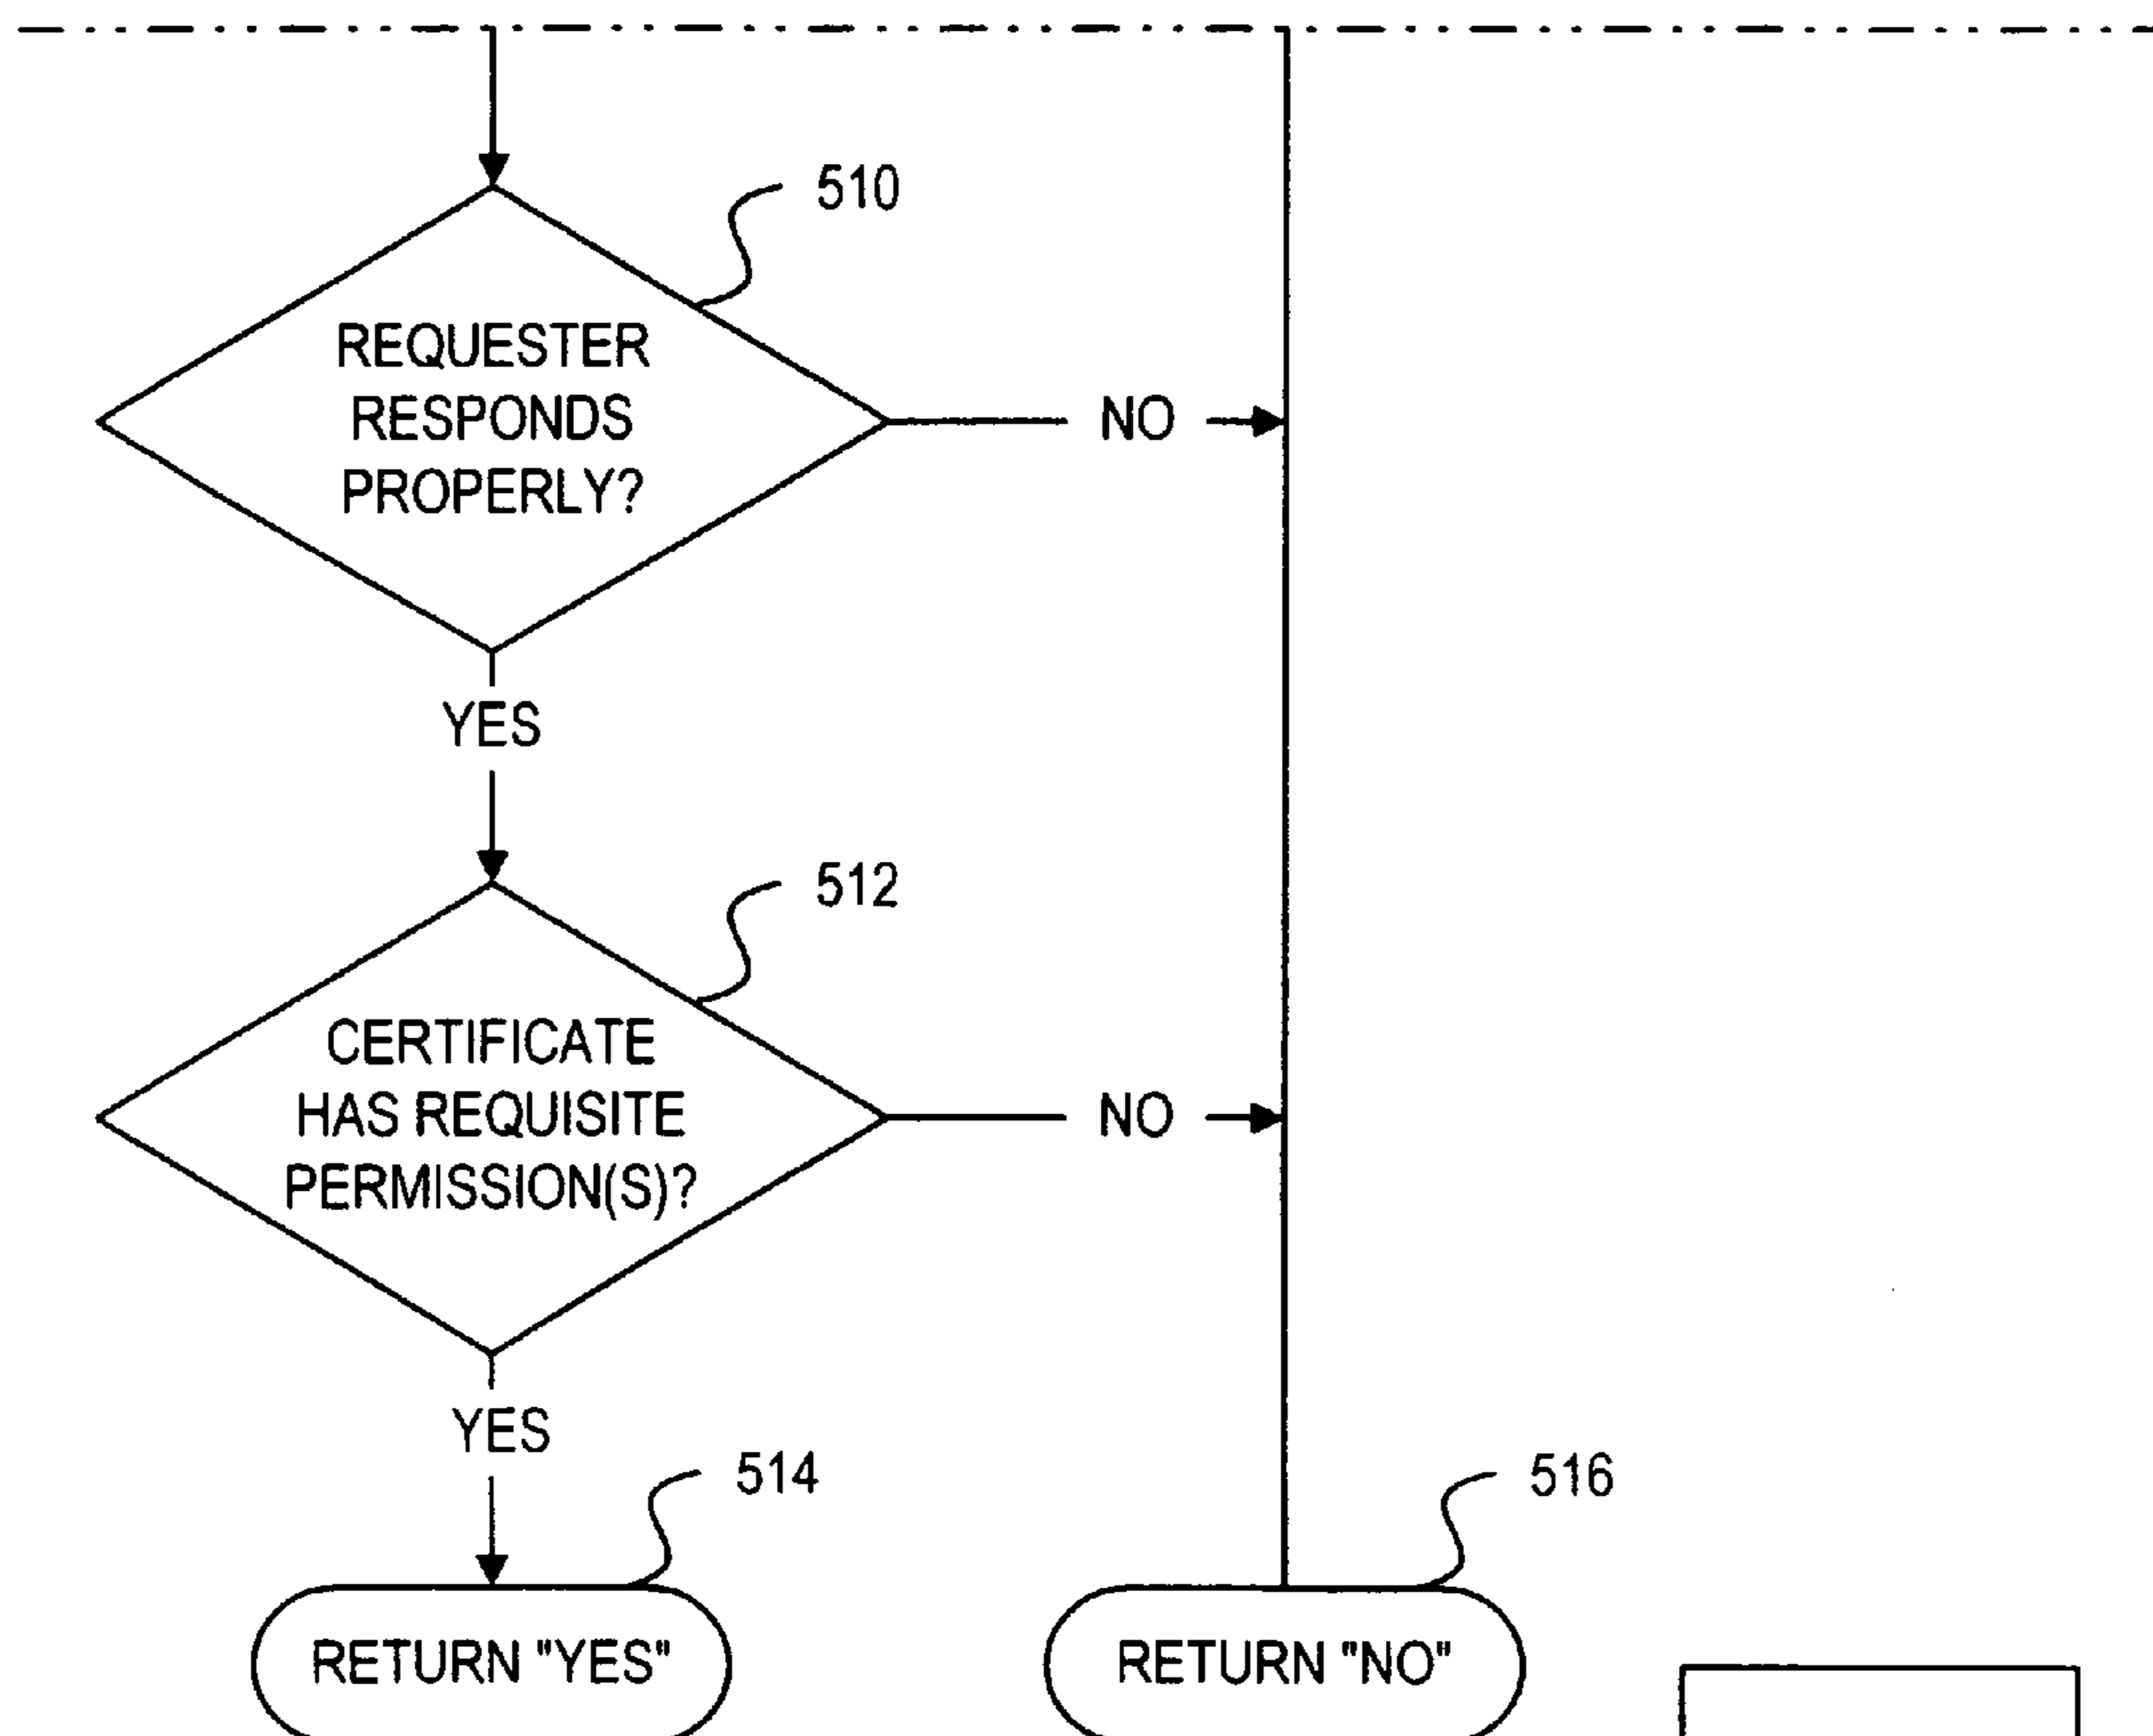 510
REQUESTER
RESPONDS
PROPERLY?
NO
YES
512
CERTIFICATE
HAS REQUISITE
PERMISSION(S)?
NO
YES
514
516
RETURN "YES"
RETURN "NO"